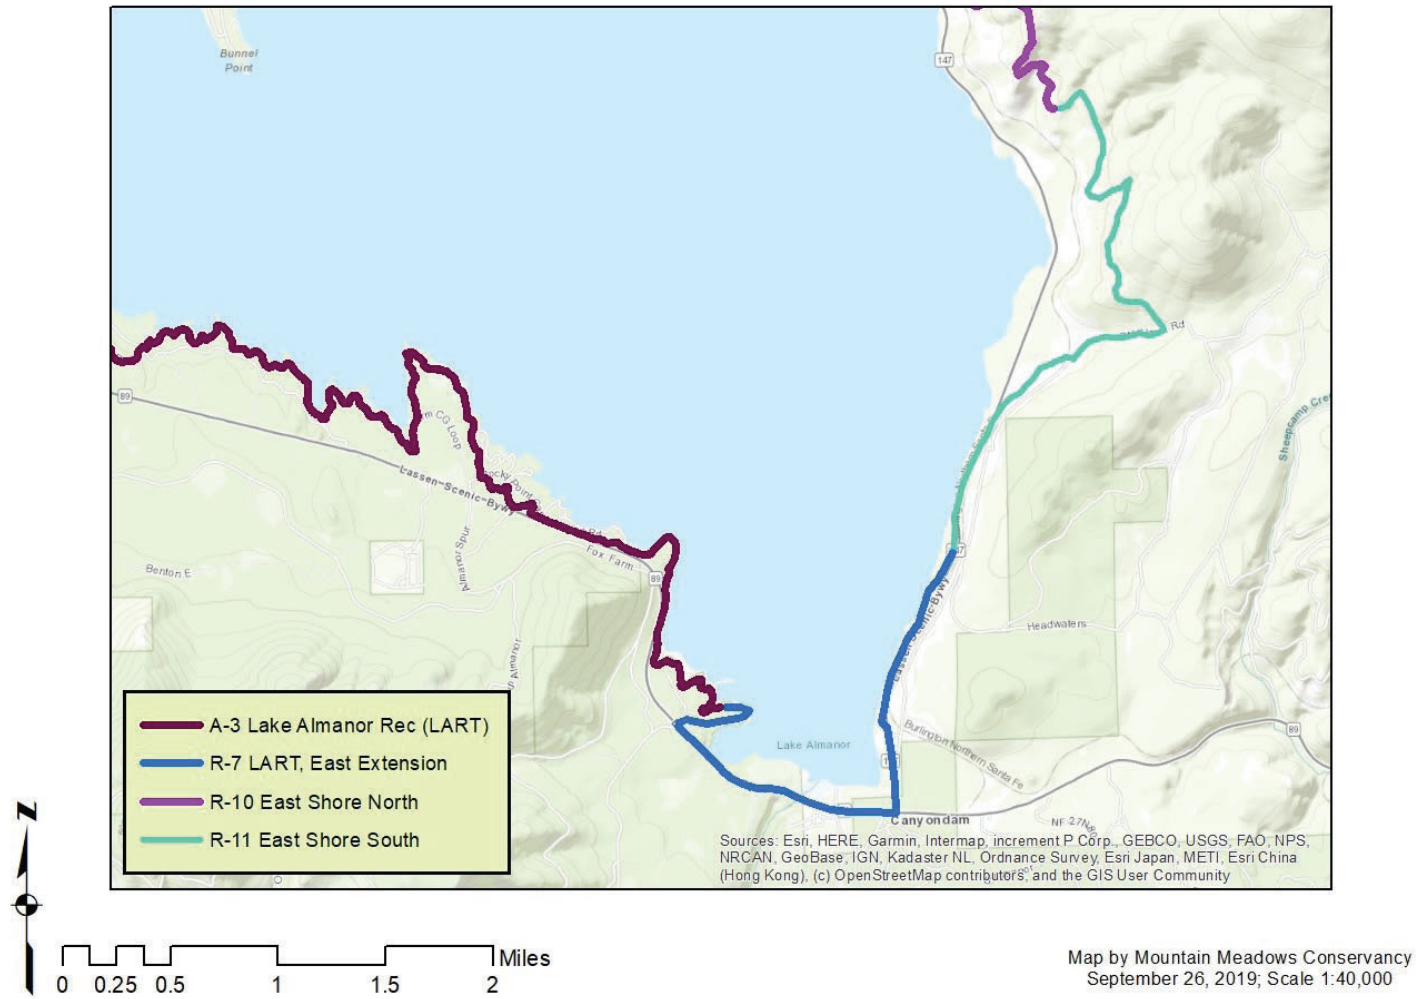 Bunnel
Point
147
Rd
89
CG Loop
Lassen-Scenic-Bywy
Rocky Point
Rd
Fox Farm
89
Almanor Spur
Benton E
Sheepcamp
Headwaters
Lassen Scenic Bywy
Almanor
89
Burlington Northern Santa Fe
Lake Almanor
Canyondam
NF 27N
A-3 Lake Almanor Rec (LART)
R-7 LART, East Extension
R-10 East Shore North
R-11 East Shore South
Sources: Esri, HERE, Garmin, Intermap, increment P Corp., GEBCO, USGS, FAO, NPS,
NRCAN, GeoBase, IGN, Kadaster NL, Ordnance Survey, Esri Japan, METI, Esri China
(Hong Kong), (c) OpenStreetMap contributors, and the GIS User Community
Z
Miles
0 0.25 0.5 1 1.5 2
Map by Mountain Meadows Conservancy
September 26, 2019; Scale 1:40,000